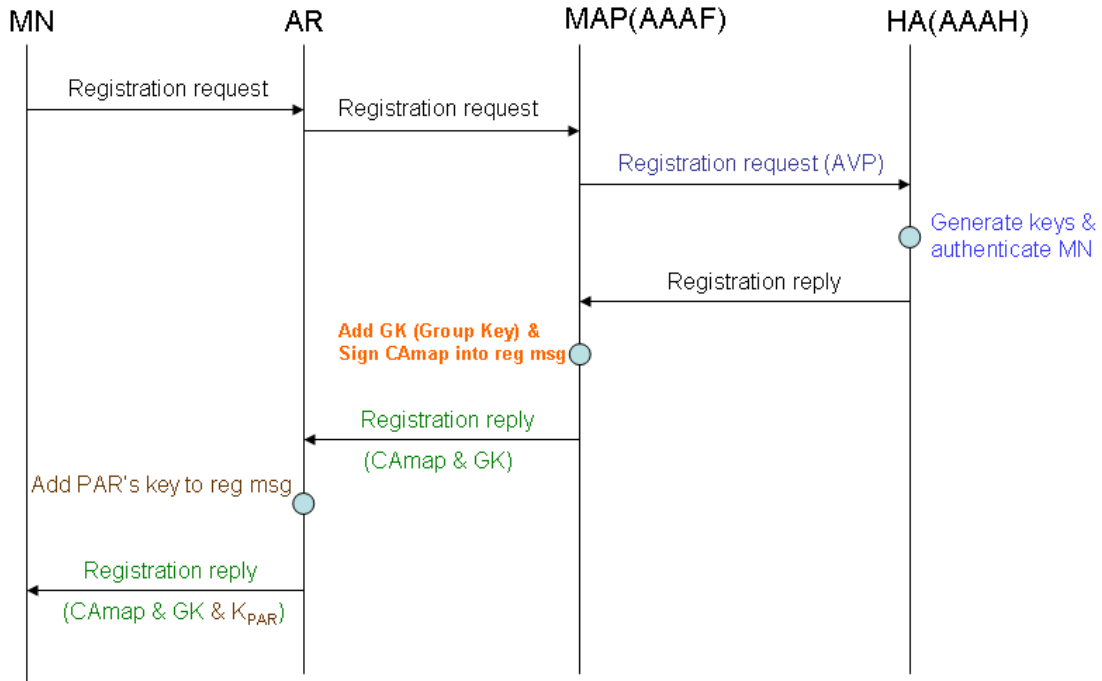 MN
AR
MAP(AAAF)
HA(AAAH)
Registration request
Registration request
Registration request (AVP)
Generate keys &
authenticate MN
Registration reply
Add GK (Group Key) &
Sign CAmap into reg msg
Registration reply
(CAmap & GK)
Add PAR's key to reg msg
Registration reply
(CAmap & GK & KPAR)